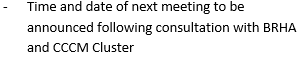 - Time and date of next meeting to be
announced following consultation with BRHA
and CCCM Cluster